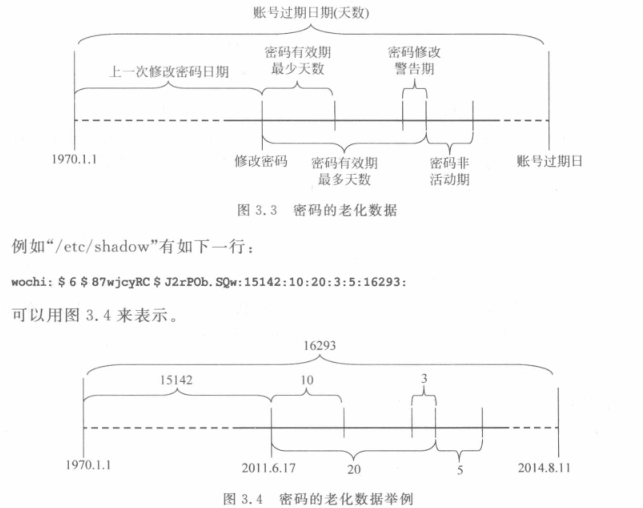 账号过期日期(天数)
密码有效期 密码修改
最少天数 警告期
上一次修改密码日期
1970.1.1 修改密码 密码有效期 密码非 账号过期日
最多天数 活动期
图 3.3 密码的老化数据
例如“/etc/shadow”有如下一行：
wochi:$6$87wjcyRC$J2rPOb.SQw:15142:10:20:3:5:16293:
可以用图 3.4 来表示。
16293
15142 10 3
1970.1.1 2011.6.17 20 5 2014.8.11
图 3.4 密码的老化数据举例